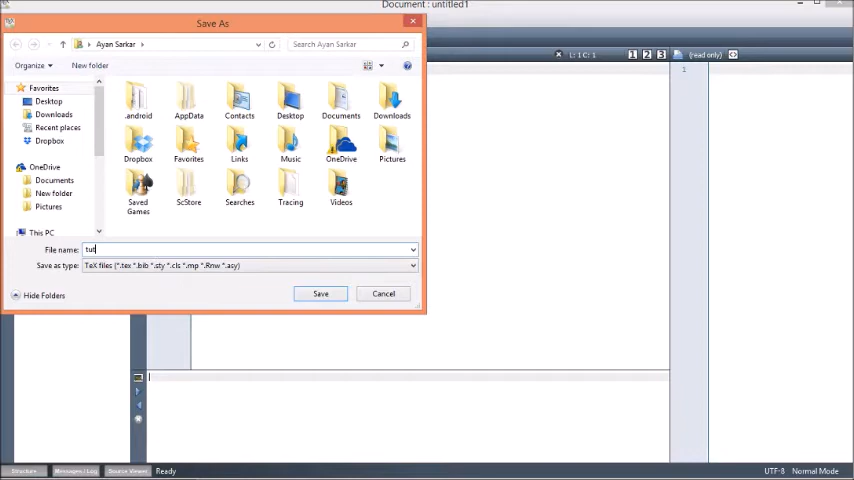 Document : untitled1
Save As
Ayan Sarkar
Search Ayan Sarkar
Organize
New folder
L: 1 C: 1
1 2 3
(read only)
1
Favorites
Desktop
Downloads
Recent places
Dropbox
OneDrive
Documents
New folder
Pictures
This PC
.android
AppData
Contacts
Desktop
Documents
Downloads
Dropbox
Favorites
Links
Music
OneDrive
Pictures
Saved Games
ScStore
Searches
Tracing
Videos
File name: tut
Save as type: TeX files (*.tex *.bib *.sty *.cls *.mp *.Rnw *.asy)
Hide Folders
Save
Cancel
Structure
Messages / Log
Source Viewer
Ready
UTF-8
Normal Mode